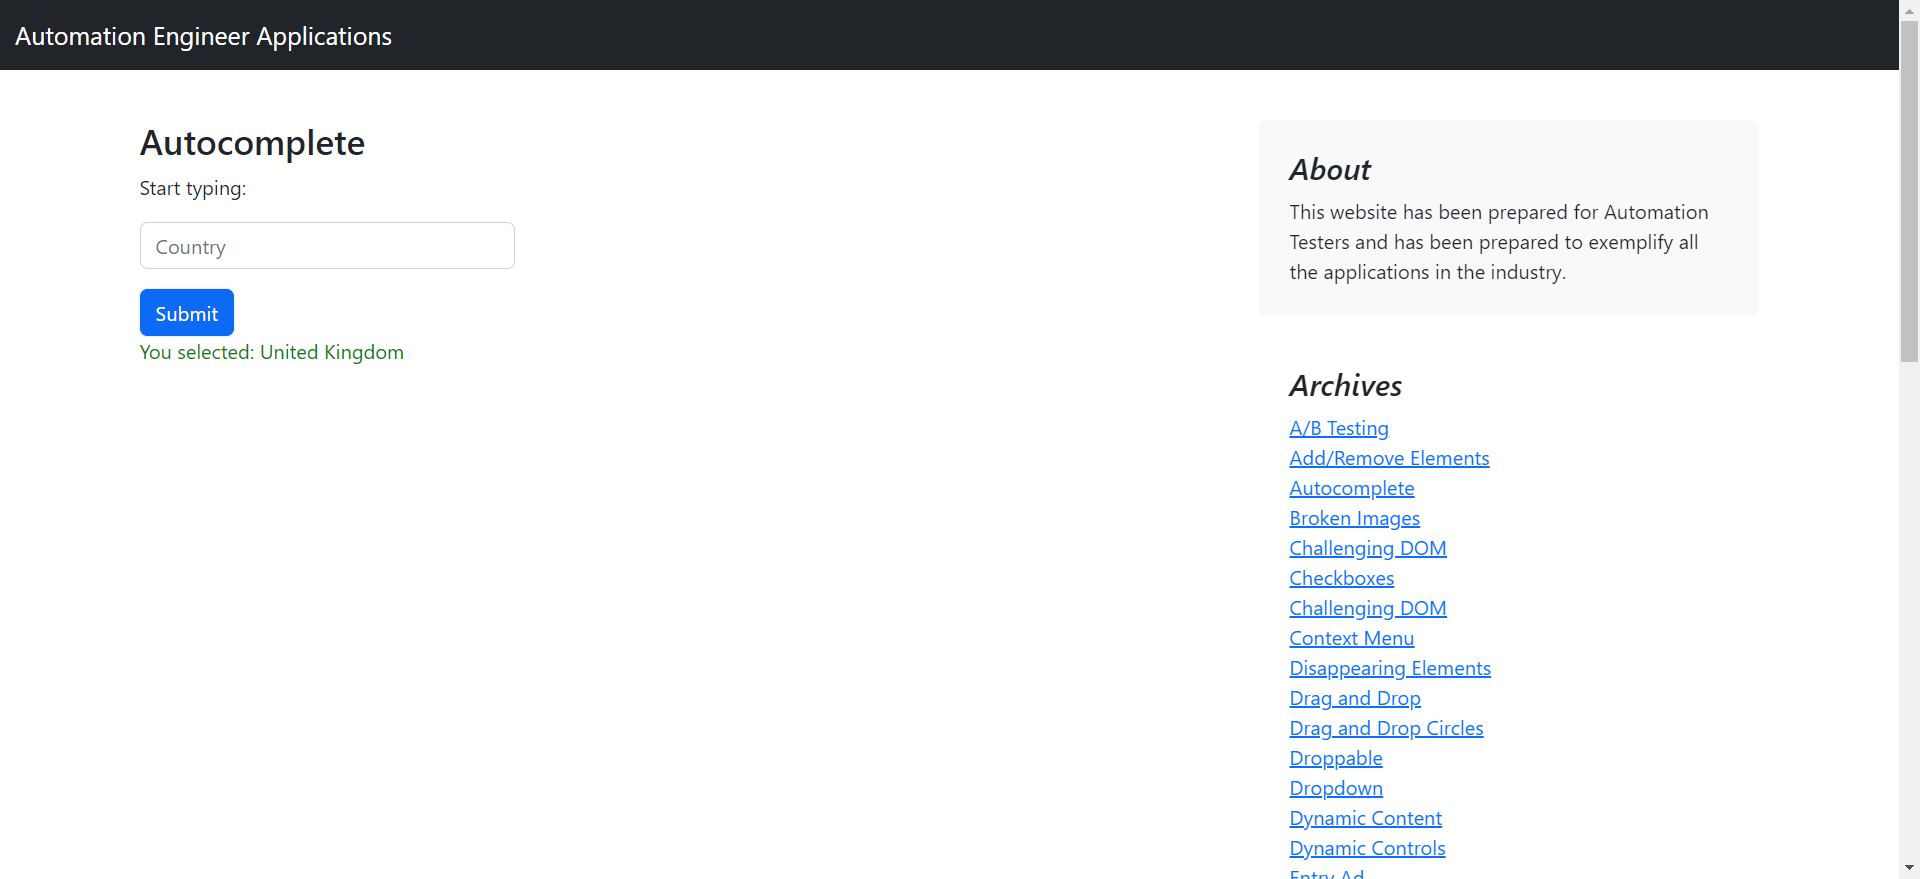 Automation Engineer Applications
Autocomplete
Start typing:
Country
Submit
You selected: United Kingdom
About
This website has been prepared for Automation
Testers and has been prepared to exemplify all
the applications in the industry.
Archives
A/B Testing
Add/Remove Elements
Autocomplete
Broken Images
Challenging DOM
Checkboxes
Challenging DOM
Context Menu
Disappearing Elements
Drag and Drop
Drag and Drop Circles
Droppable
Dropdown
Dynamic Content
Dynamic Controls
Entry Ad